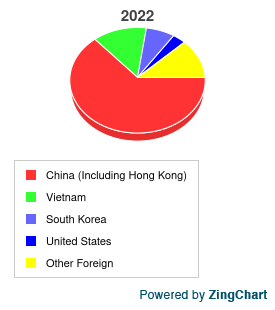 2022
China (Including Hong Kong)
Vietnam
South Korea
United States
Other Foreign
Powered by ZingChart